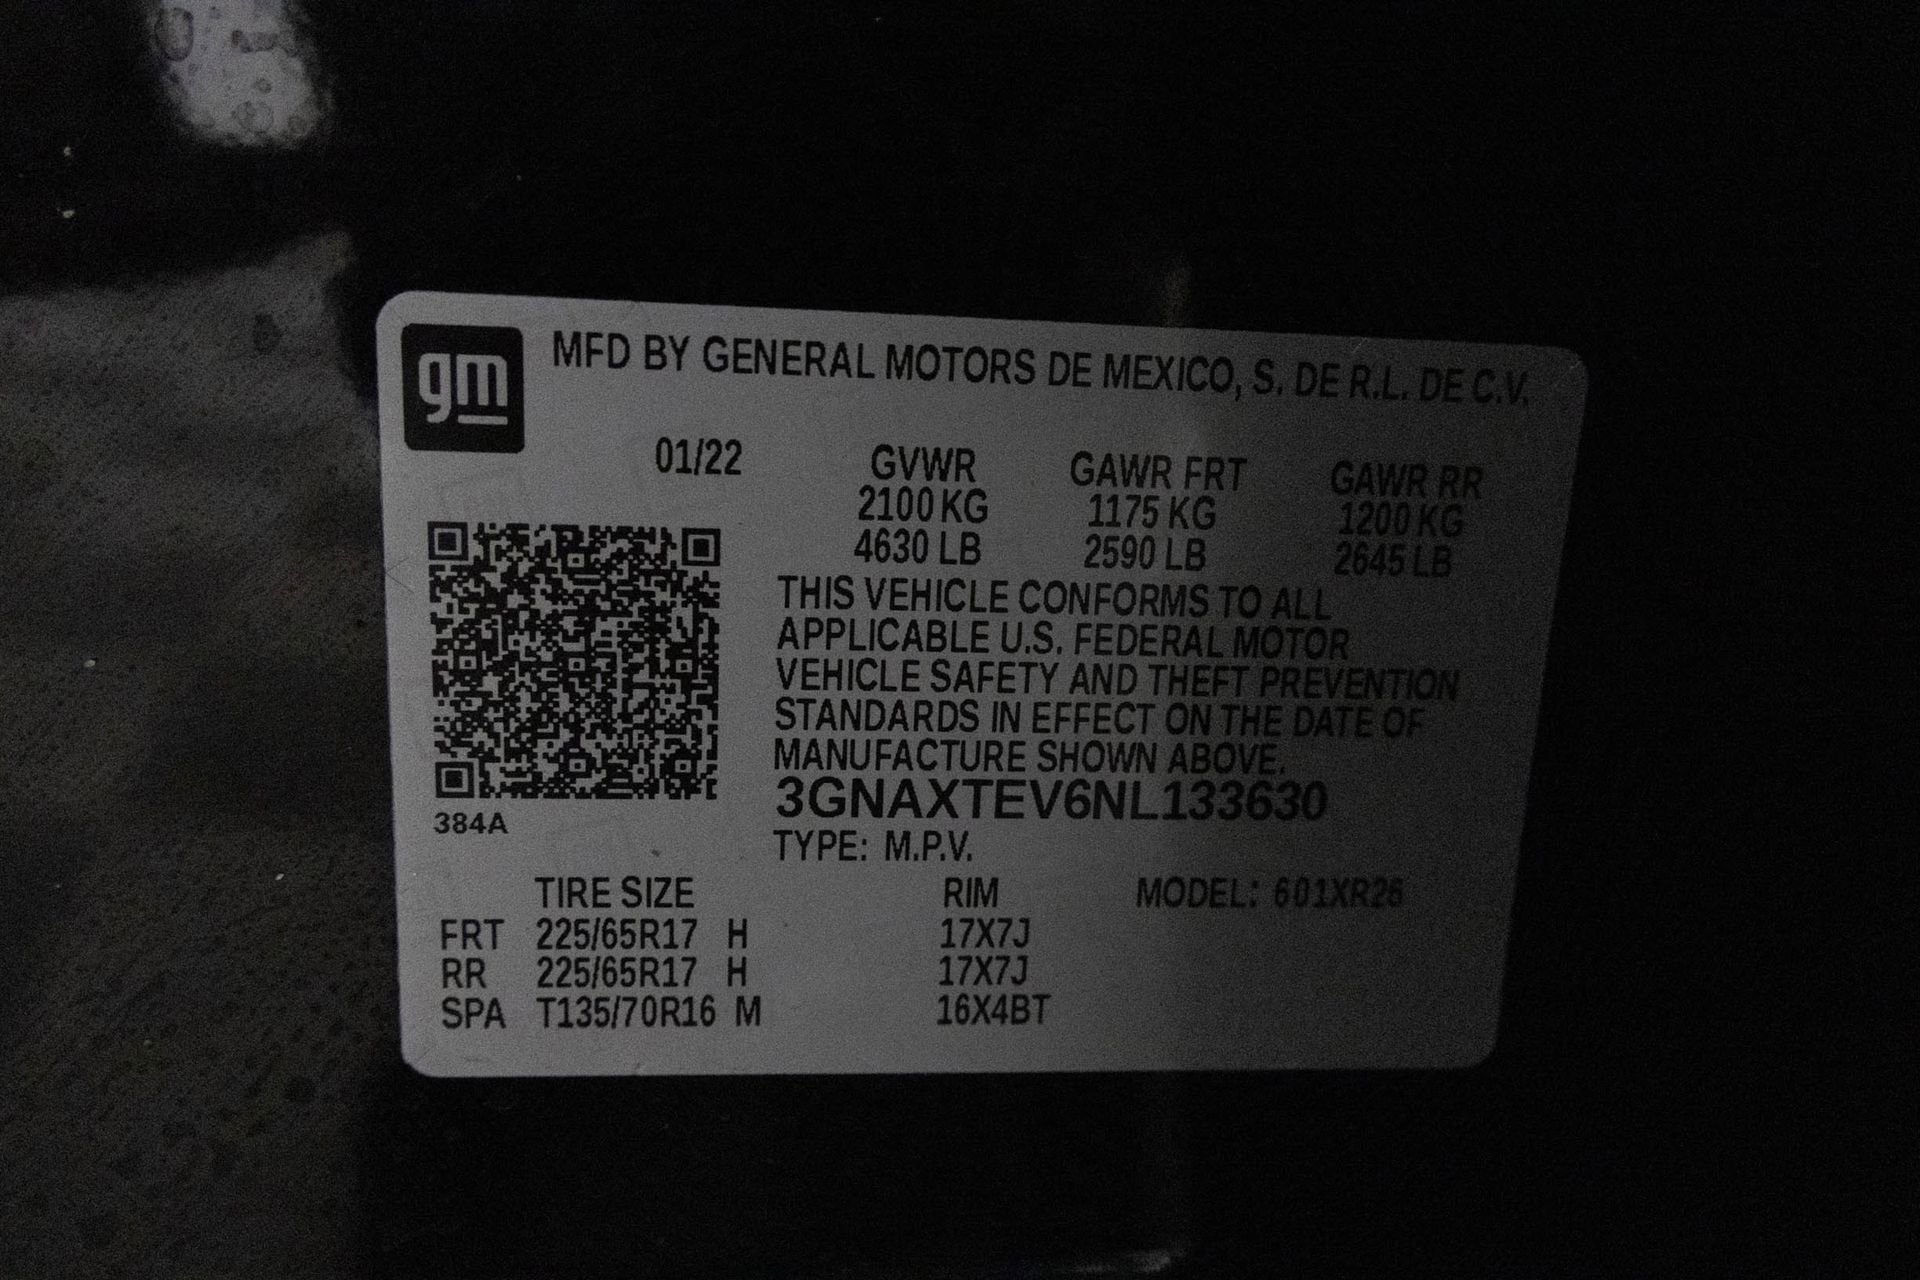 gm MFD BY GENERAL MOTORS DE MEXICO, S. DE R.L. DE C.V.
01/22 GVWR GAWR FRT GAWR RR
2100 KG 1175 KG 1200 KG
4630 LB 2590 LB 2645 LB
THIS VEHICLE CONFORMS TO ALL
APPLICABLE U.S. FEDERAL MOTOR
VEHICLE SAFETY AND THEFT PREVENTION
STANDARDS IN EFFECT ON THE DATE OF
MANUFACTURE SHOWN ABOVE.
3GNAXTEV6NL133630
384A
TYPE: M.P.V.
TIRE SIZE RIM MODEL: 601XR26
FRT 225/65R17 H 17X7J
RR 225/65R17 H 17X7J
SPA T135/70R16 M 16X4BT